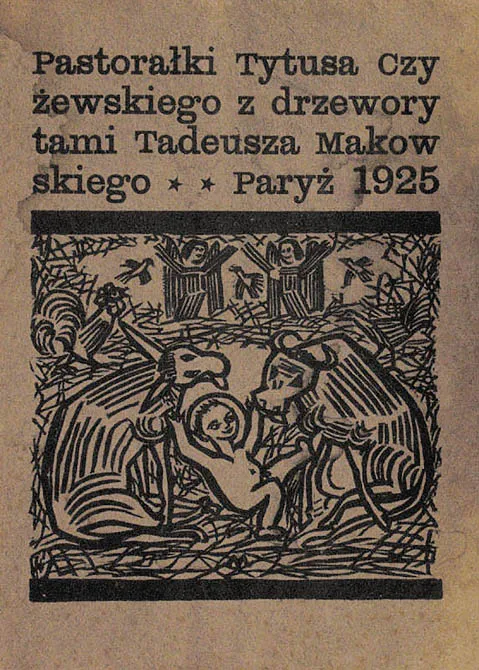 Pastorałki Tytusa Czy
żewskiego z drzewory
tami Tadeusza Makow
skiego ★ ★ Paryż 1925